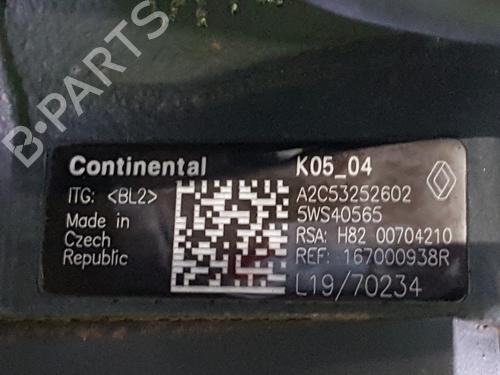 B-PARTS
Continental
ITG: <BL2>
Made in
Czech
Republic
K05_04
A2C53252602
5WS40565
RSA: H82 00704210
REF: 167000938R
L19/70234